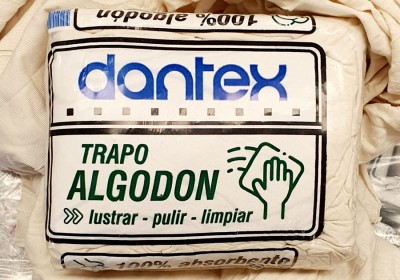 100% algodon
dantex
TRAPO
ALGODON
lustrar - pulir - limpiar
100% absorbente